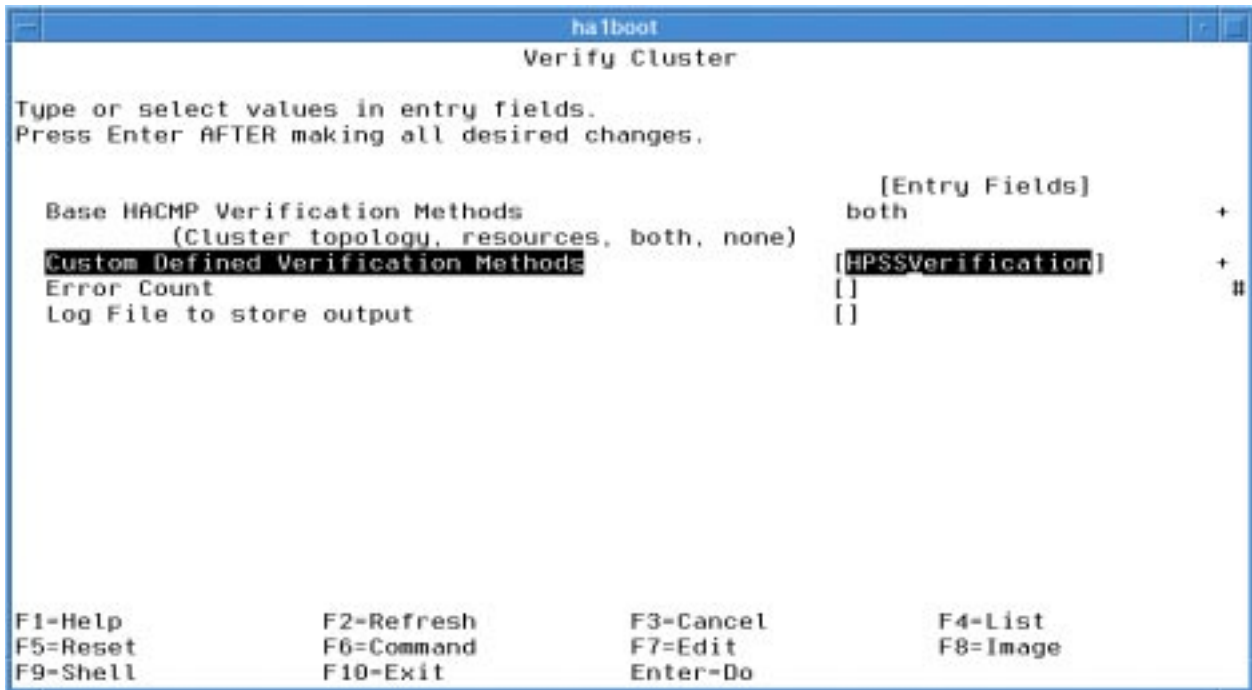 ha1boot
Verify Cluster
Type or select values in entry fields.
Press Enter AFTER making all desired changes.
[Entry Fields]
Base HACMP Verification Methods both +
(Cluster topology, resources, both, none)
Custom Defined Verification Methods [HPSSVerification] +
Error Count [] #
Log File to store output []
F1=Help F2=Refresh F3=Cancel F4=List
F5=Reset F6=Command F7=Edit F8=Image
F9=Shell F10=Exit Enter=Do